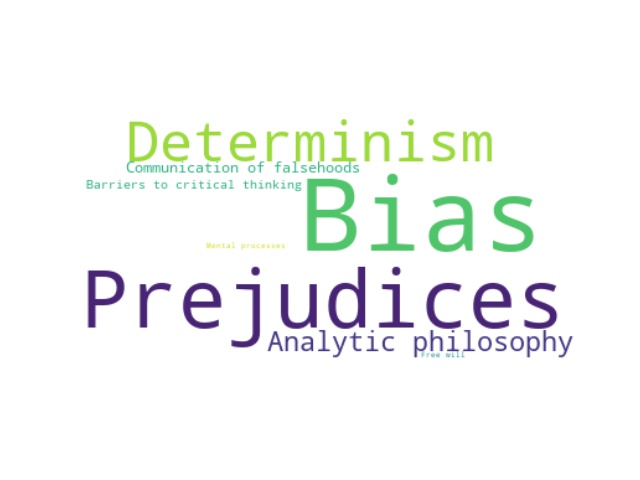 Determinism
Communication of falsehoods
Barriers to critical thinking
Bias
Mental processes
Prejudices
Analytic philosophy
Free will